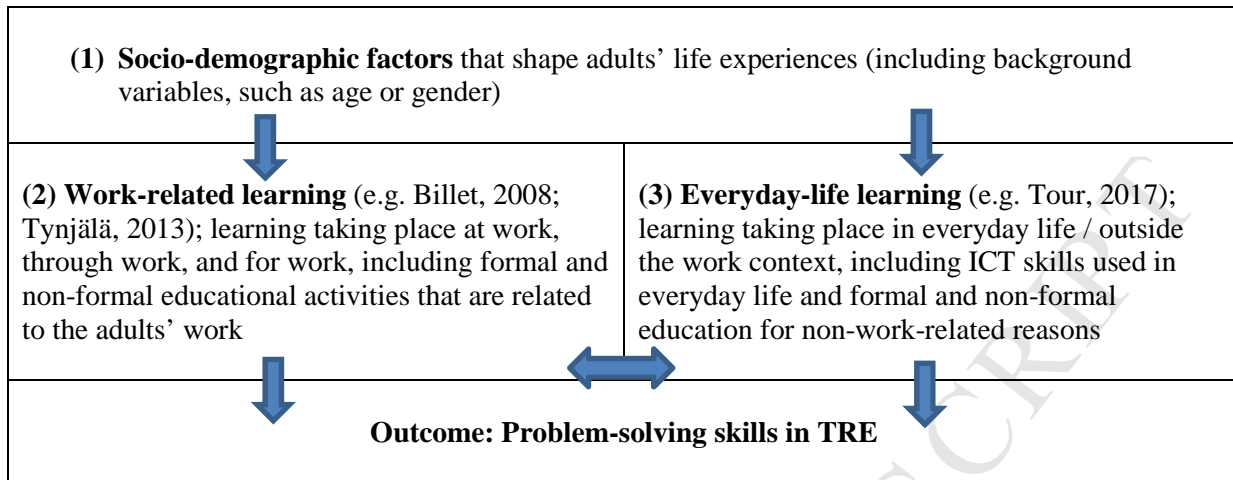 (1) Socio-demographic factors that shape adults’ life experiences (including background
variables, such as age or gender)
(2) Work-related learning (e.g. Billet, 2008;
Tynjälä, 2013); learning taking place at work,
through work, and for work, including formal and
non-formal educational activities that are related
to the adults’ work
(3) Everyday-life learning (e.g. Tour, 2017);
learning taking place in everyday life / outside
the work context, including ICT skills used in
everyday life and formal and non-formal
education for non-work-related reasons
Outcome: Problem-solving skills in TRE
SCRIPT